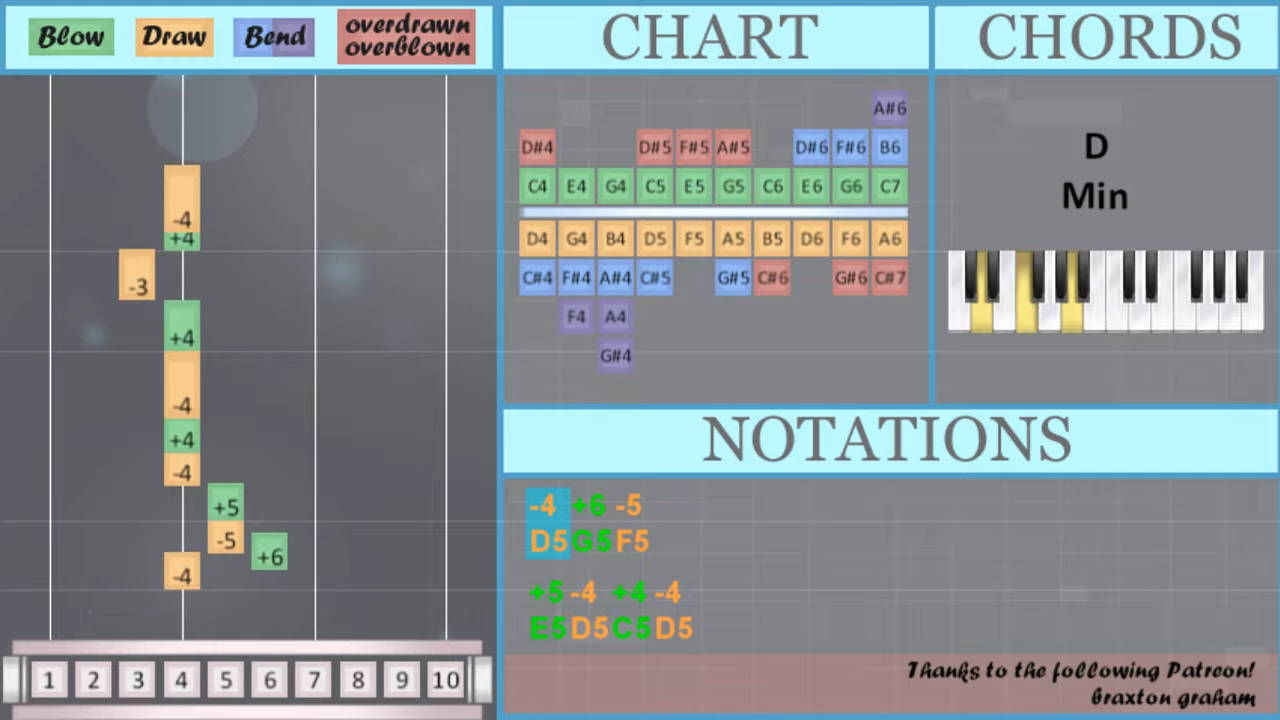 Blow Draw Bend overdrawn
overblown
CHART
CHORDS
A#6
D#4 D#5 F#5 A#5 D#6 F#6 B6
C4 E4 G4 C5 E5 G5 C6 E6 G6 C7
D4 G4 B4 D5 F5 A5 B5 D6 F6 A6
C#4 F#4 A#4 C#5 G#5 C#6 G#6 C#7
F4 A4
G#4
D
Min
-4
+4
-3
+4
-4
+4
-4
+5
-5
+6
-4
1 2 3 4 5 6 7 8 9 10
NOTATIONS
-4 +6 -5
D5 G5 F5
+5 -4 +4 -4
E5 D5 C5 D5
Thanks to the following Patreon!
braxton graham